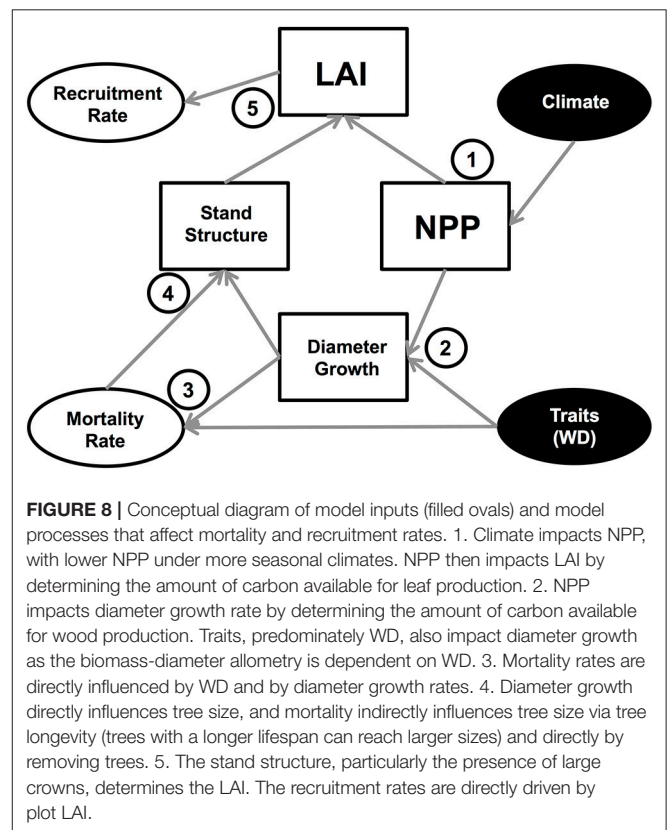 LAI
Recruitment
Rate
5
Climate
1
Stand
Structure
NPP
4
Diameter
Growth
2
3
Mortality
Rate
Traits
(WD)
FIGURE 8 | Conceptual diagram of model inputs (filled ovals) and model
processes that affect mortality and recruitment rates. 1. Climate impacts NPP,
with lower NPP under more seasonal climates. NPP then impacts LAI by
determining the amount of carbon available for leaf production. 2. NPP
impacts diameter growth rate by determining the amount of carbon available
for wood production. Traits, predominately WD, also impact diameter growth
as the biomass-diameter allometry is dependent on WD. 3. Mortality rates are
directly influenced by WD and by diameter growth rates. 4. Diameter growth
directly influences tree size, and mortality indirectly influences tree size via tree
longevity (trees with a longer lifespan can reach larger sizes) and directly by
removing trees. 5. The stand structure, particularly the presence of large
crowns, determines the LAI. The recruitment rates are directly driven by
plot LAI.